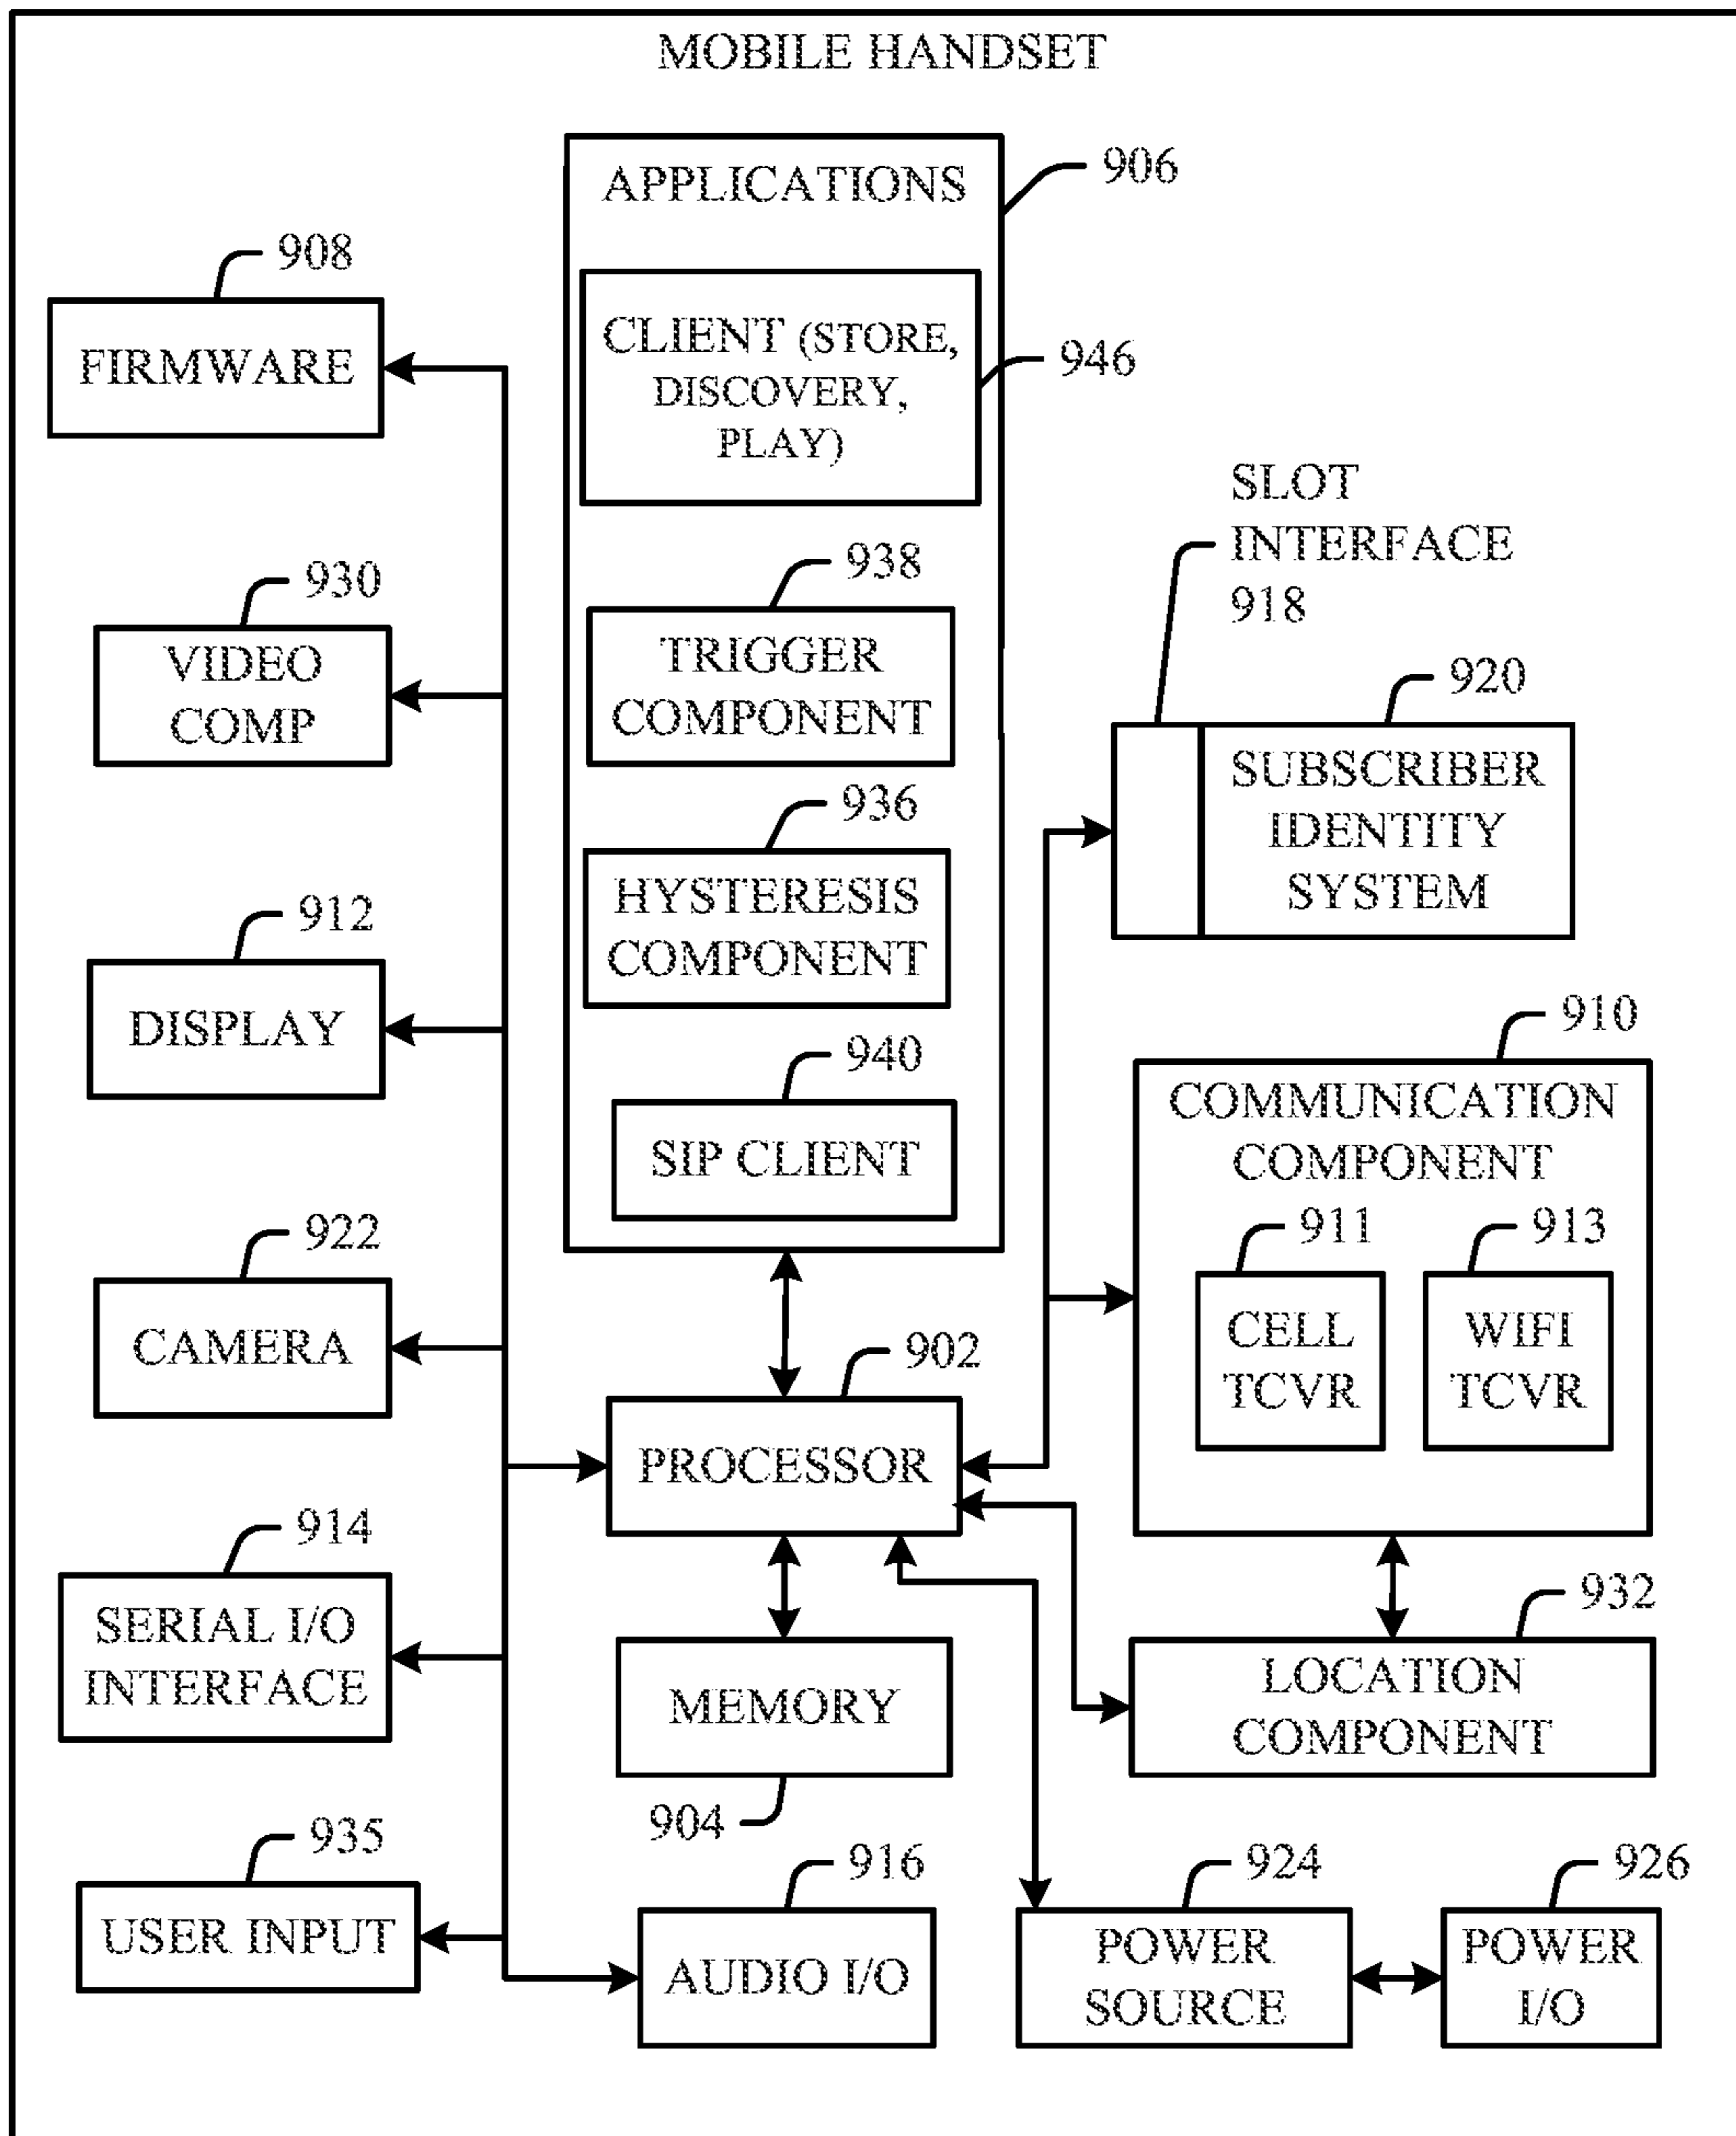 MOBILE HANDSET
906
APPLICATIONS
946
CLIENT (STORE,
DISCOVERY,
PLAY)
938
TRIGGER
COMPONENT
936
HYSTERESIS
COMPONENT
940
SIP CLIENT
908
FIRMWARE
930
VIDEO
COMP
912
DISPLAY
922
CAMERA
914
SERIAL I/O
INTERFACE
935
USER INPUT
902
PROCESSOR
MEMORY
904
916
AUDIO I/O
SLOT
INTERFACE
918
920
SUBSCRIBER
IDENTITY
SYSTEM
910
COMMUNICATION
COMPONENT
911
CELL
TCVR
913
WIFI
TCVR
932
LOCATION
COMPONENT
924
POWER
SOURCE
926
POWER
I/O